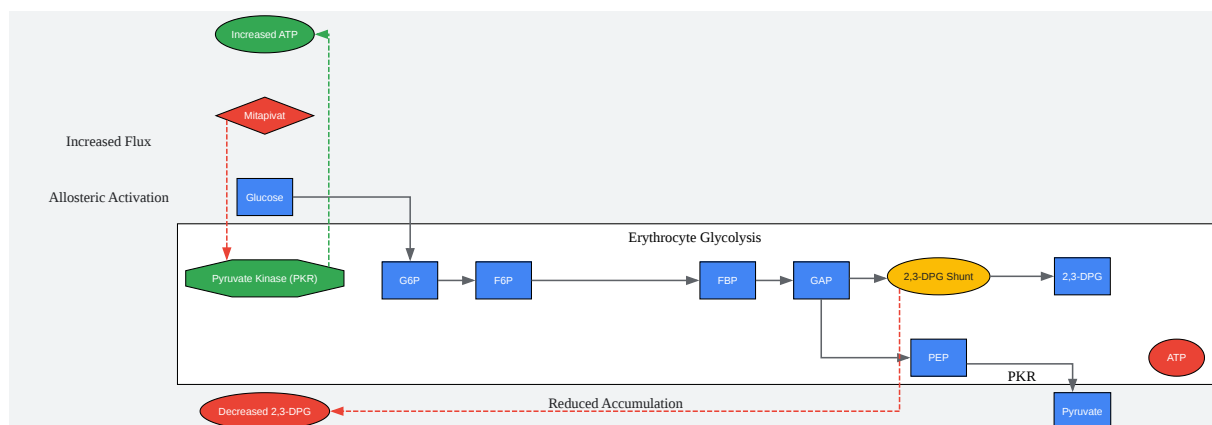 Increased ATP
Mitapivat
Increased Flux
Allosteric Activation
Glucose
Erythrocyte Glycolysis
Pyruvate Kinase (PKR)
G6P
F6P
FBP
GAP
2,3-DPG Shunt
2,3-DPG
PEP
ATP
PKR
Decreased 2,3-DPG
Reduced Accumulation
Pyruvate